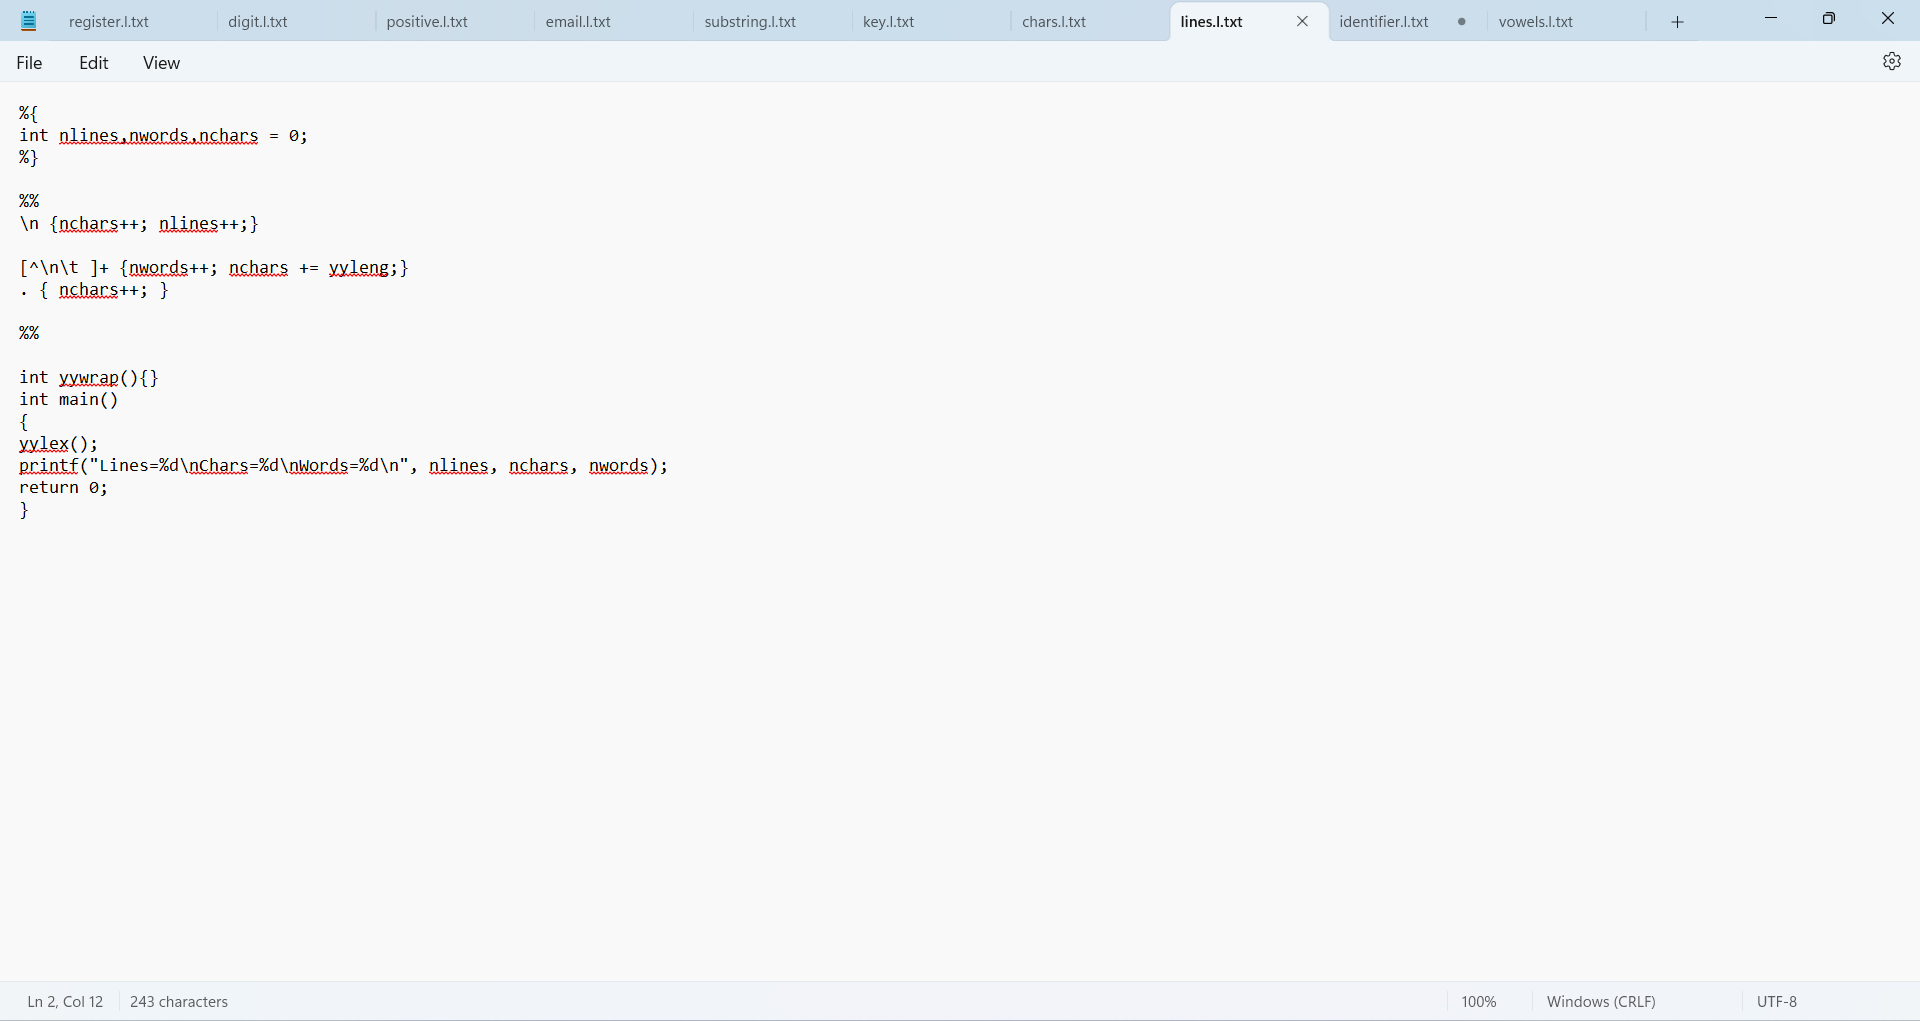 register.l.txt digit.l.txt positive.l.txt email.l.txt substring.l.txt key.l.txt chars.l.txt lines.l.txt identifier.l.txt vowels.l.txt
File Edit View
%{
int nlines,nwords,nchars = 0;
%}
%%
\n {nchars++; nlines++;}
[^\n\t ]+ {nwords++; nchars += yyleng;}
. { nchars++; }
%%
int yywrap(){}
int main()
{
yylex();
printf("Lines=%d\nChars=%d\nWords=%d\n", nlines, nchars, nwords);
return 0;
}
Ln 2, Col 12 243 characters 100% Windows (CRLF) UTF-8